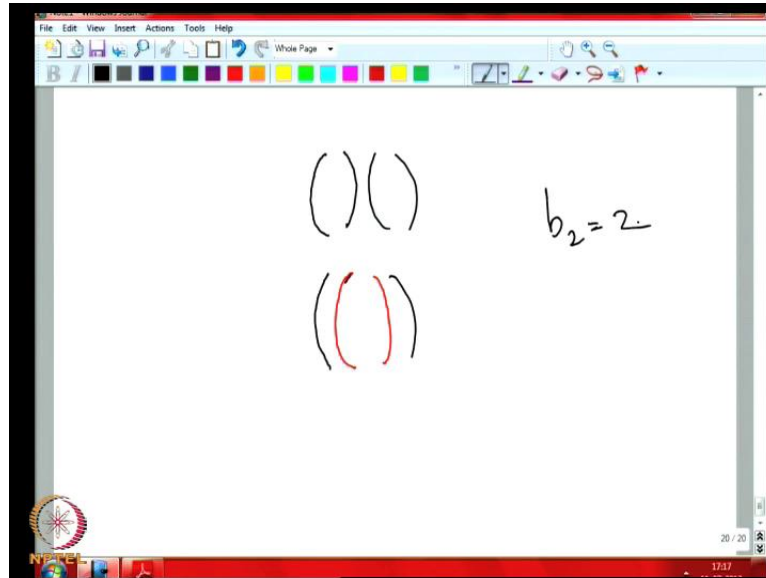 File Edit View Insert Actions Tools Help
Whole Page
B I
( ) ( )
b₂ = 2.
( ( ) )
20 / 20
NPTEL
17:17